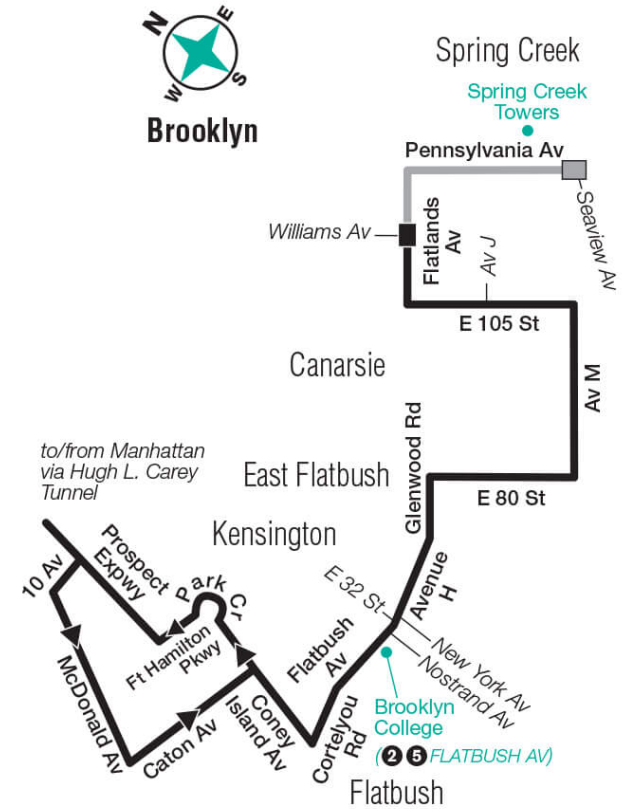 N
E
S
W
Brooklyn
Spring Creek
Spring Creek
Towers
Pennsylvania Av
Seaview Av
Williams Av
Flatlands
Av
Av J
E 105 St
Canarsie
Av M
Glenwood Rd
to/from Manhattan
via Hugh L. Carey
Tunnel
East Flatbush
E 80 St
Kensington
Prospect
Expwy
Park Cr
10 Av
E 32 St
Avenue
H
Ft Hamilton
Pkwy
Flatbush
Av
New York Av
Nostrand Av
McDonald Av
Caton Av
Coney
Island Av
Cortelyou
Rd
Brooklyn
College
(2 5 FLATBUSH AV)
Flatbush